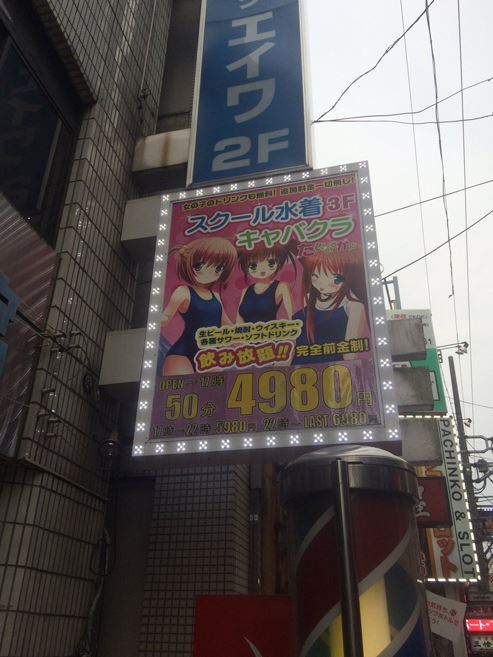 エイワ
2F
女の子のドリンクも無料! 追加料金一切無し!
スクール水着 3F
キャバクラ
生ビール・焼酎・ウィスキー・
各種サワー・ソフトドリンク
飲み放題!! 完全前金制!
OPEN〜17時
50分 4980円
17時〜22時 5980円 22時〜LAST 6980円
PACHINKO & SLOT